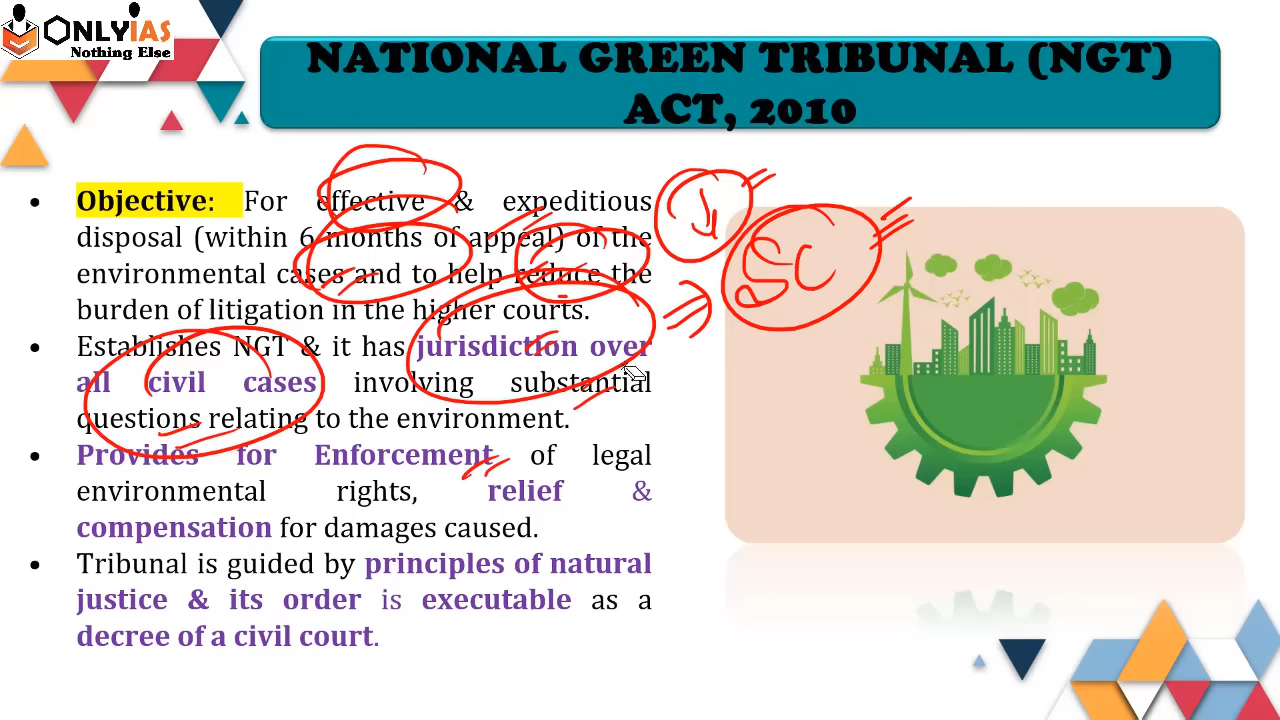 ONLYIAS
Nothing Else
NATIONAL GREEN TRIBUNAL (NGT)
ACT, 2010
• Objective: For effective & expeditious
disposal (within 6 months of appeal) of the
environmental cases and to help reduce the
burden of litigation in the higher courts.
• Establishes NGT & it has jurisdiction over
all civil cases involving substantial
questions relating to the environment.
• Provides for Enforcement of legal
environmental rights, relief &
compensation for damages caused.
• Tribunal is guided by principles of natural
justice & its order is executable as a
decree of a civil court.
SC